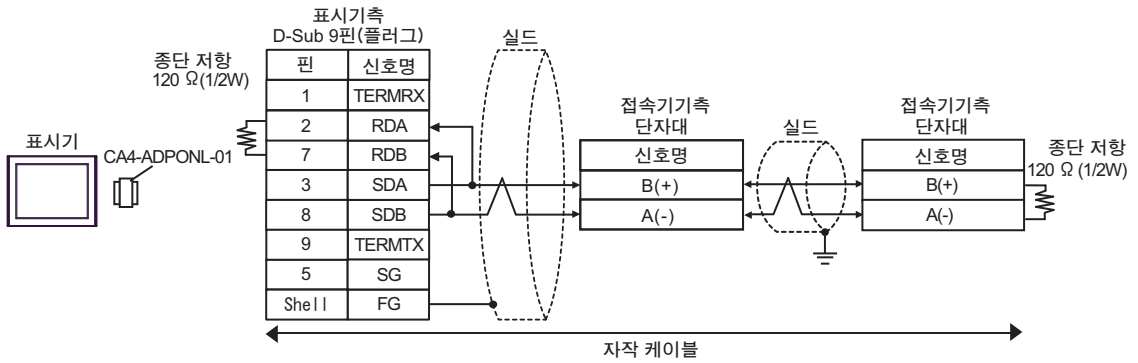 표시기측
D-Sub 9핀(플러그)
실드
종단 저항
120 Ω(1/2W)
핀 신호명
1 TERMRX
2 RDA
7 RDB
3 SDA
8 SDB
9 TERMTX
5 SG
Shell FG
표시기
CA4-ADPONL-01
접속기기측
단자대
신호명
B(+)
A(-)
실드
접속기기측
단자대
신호명
B(+)
A(-)
종단 저항
120 Ω (1/2W)
자작 케이블